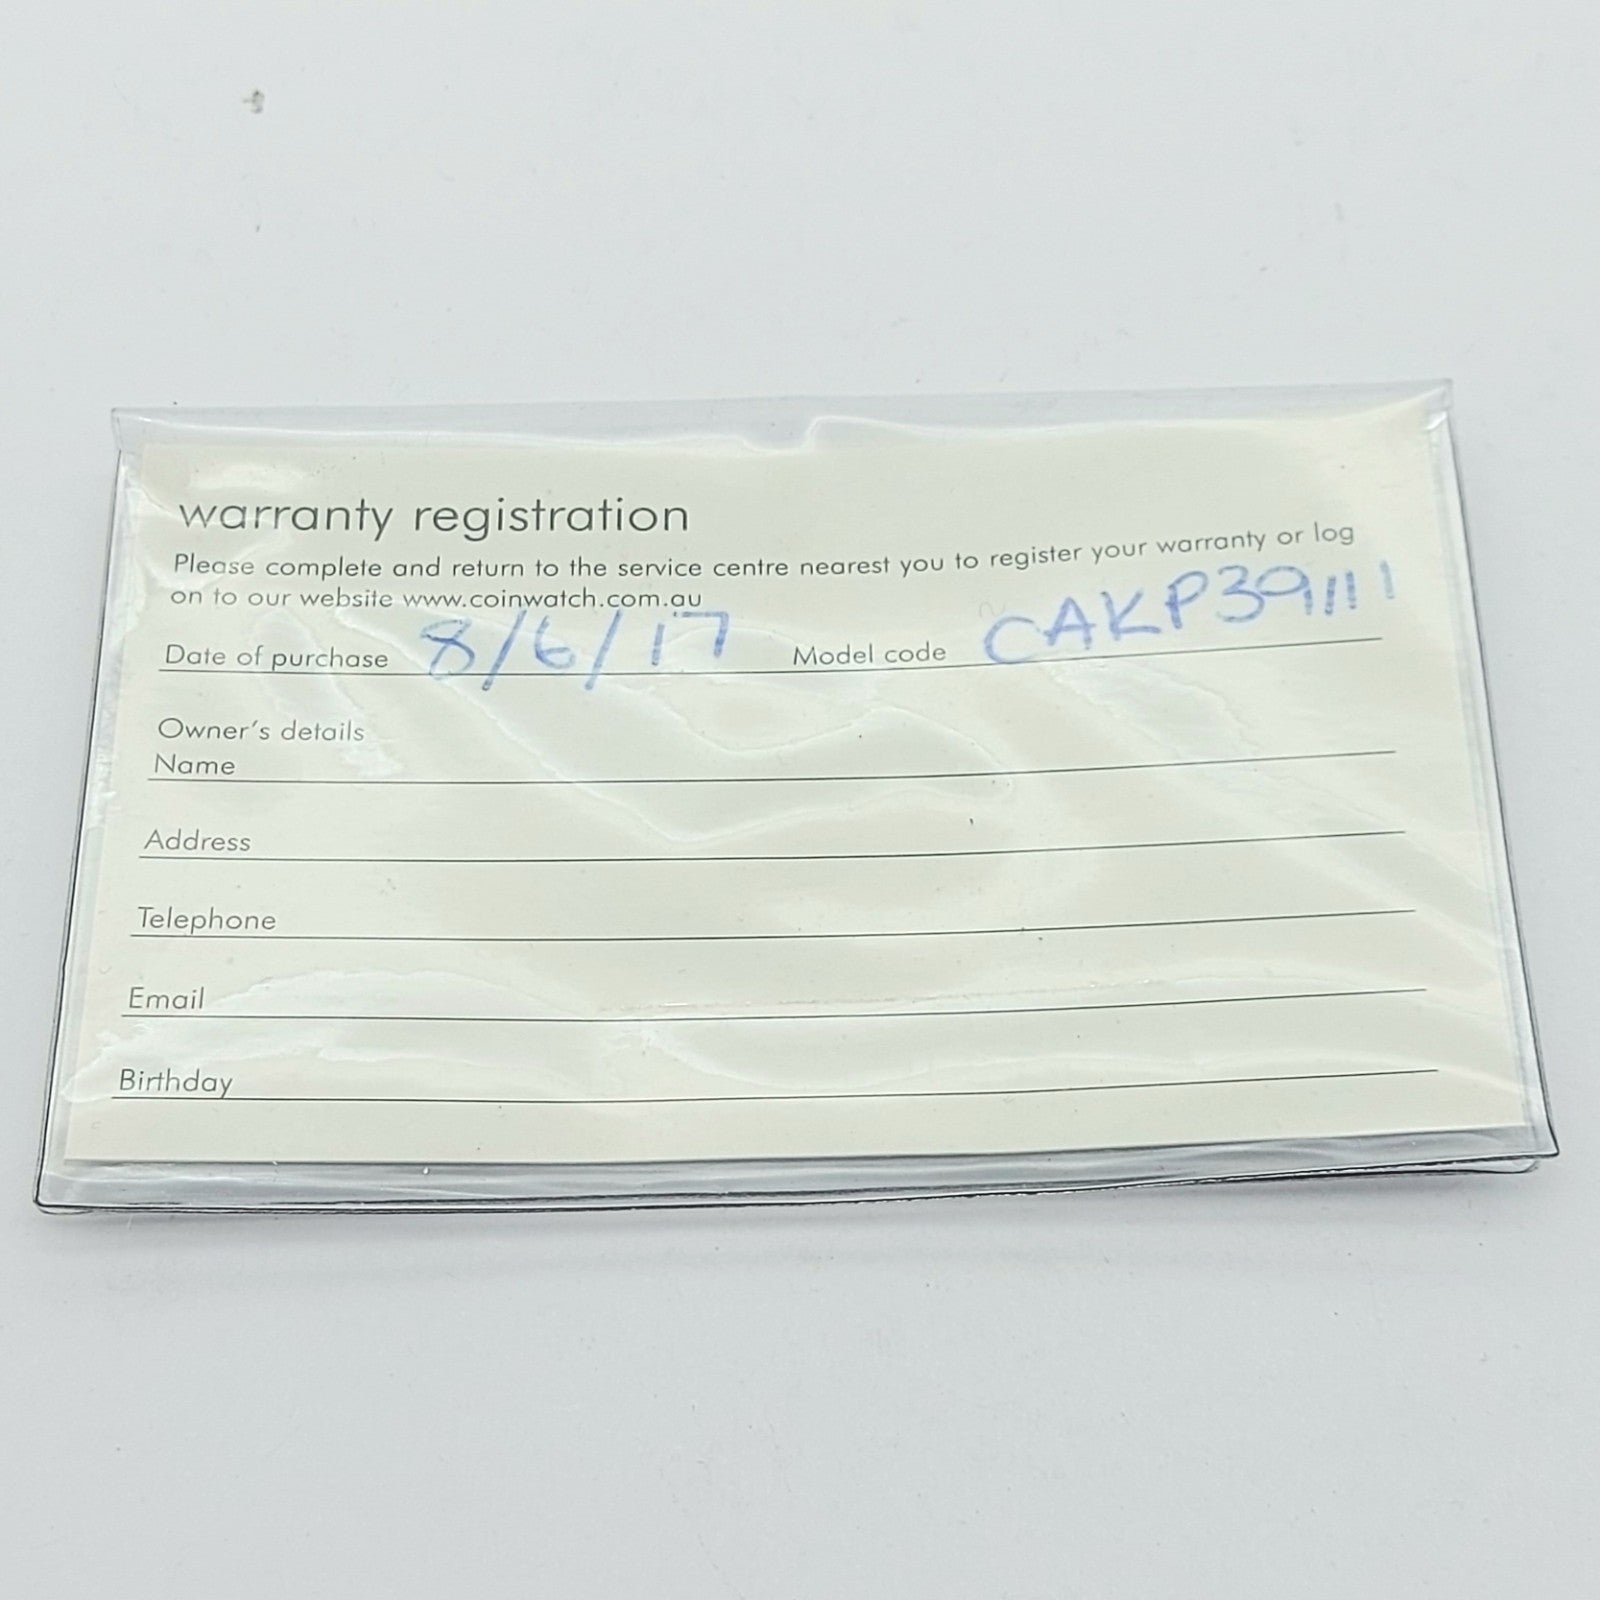 warranty registration
Please complete and return to the service centre nearest you to register your warranty or log
on to our website www.coinwatch.com.au
Date of purchase 8/6/17 Model code CAKP39111
Owner's details
Name
Address
Telephone
Email
Birthday